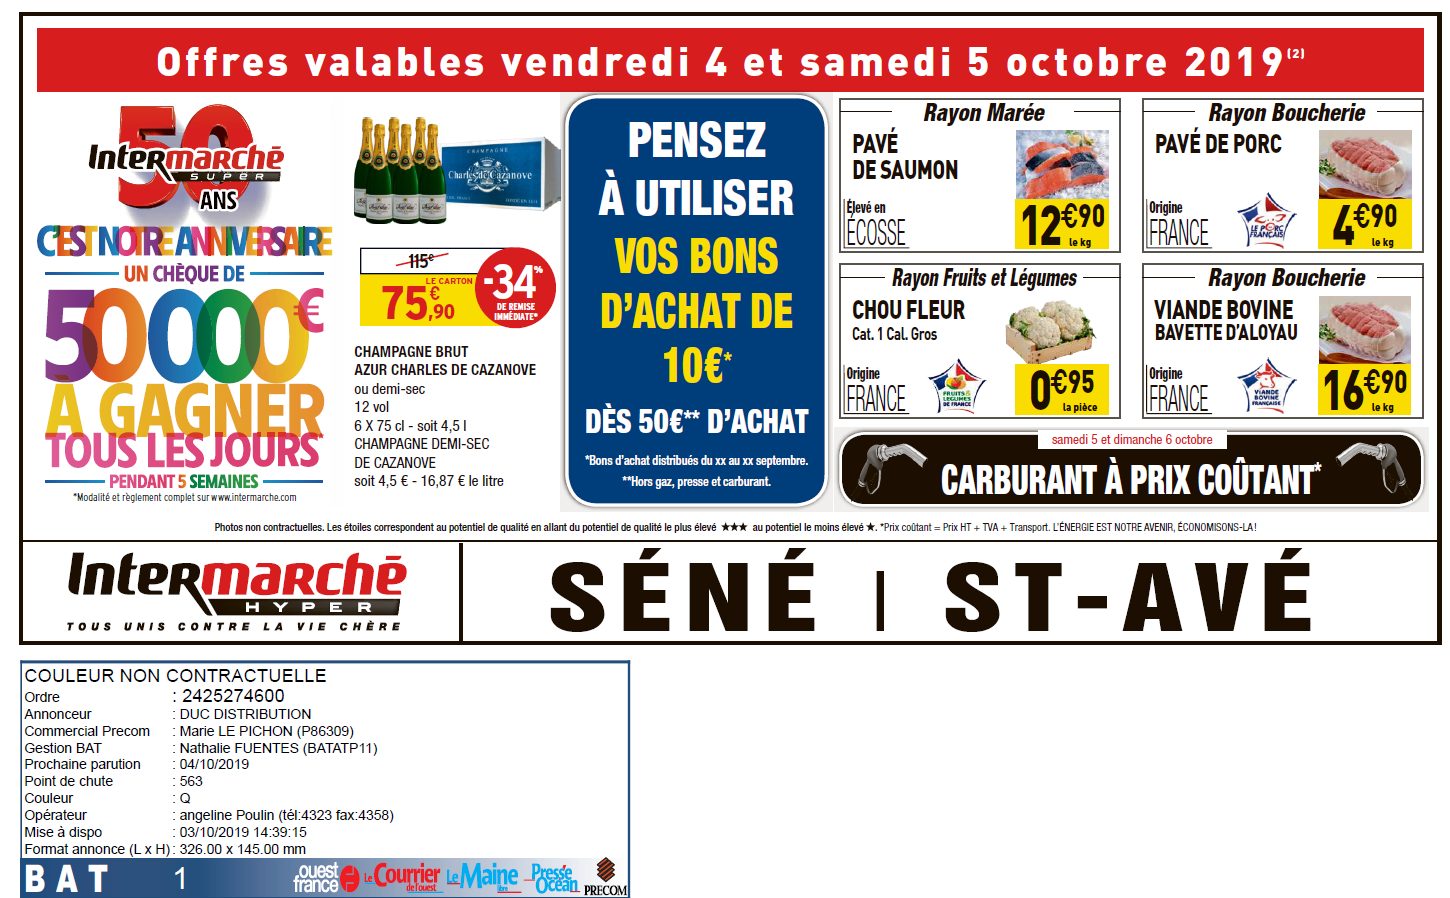 Offres valables vendredi 4 et samedi 5 octobre 2019(2)
50
Intermarché
SUPER
ANS
C'EST NOTRE ANNIVERSAIRE
UN CHÈQUE DE
50000€
À GAGNER
TOUS LES JOURS
PENDANT 5 SEMAINES
*Modalité et règlement complet sur www.intermarche.com
CHAMPAGNE
Charles de Cazanove
115€
LE CARTON
75€,90
-34%
DE REMISE
IMMÉDIATE*
CHAMPAGNE BRUT
AZUR CHARLES DE CAZANOVE
ou demi-sec
12 vol
6 X 75 cl - soit 4,5 l
CHAMPAGNE DEMI-SEC
DE CAZANOVE
soit 4,5 € - 16,87 € le litre
PENSEZ
À UTILISER
VOS BONS
D'ACHAT DE
10€*
DÈS 50€** D'ACHAT
*Bons d'achat distribués du xx au xx septembre.
**Hors gaz, presse et carburant.
Rayon Marée
PAVÉ
DE SAUMON
Élevé en
ÉCOSSE
12€90
le kg
Rayon Boucherie
PAVÉ DE PORC
Origine
FRANCE
LE PORC
FRANÇAIS
4€90
le kg
Rayon Fruits et Légumes
CHOU FLEUR
Cat. 1 Cal. Gros
Origine
FRANCE
FRUITS &
LÉGUMES
DE FRANCE
0€95
la pièce
Rayon Boucherie
VIANDE BOVINE
BAVETTE D'ALOYAU
Origine
FRANCE
VIANDE
BOVINE
FRANÇAISE
16€90
le kg
samedi 5 et dimanche 6 octobre
CARBURANT À PRIX COÛTANT*
Photos non contractuelles. Les étoiles correspondent au potentiel de qualité en allant du potentiel de qualité le plus élevé ★★★ au potentiel le moins élevé ★. *Prix coûtant = Prix HT + TVA + Transport. L'ÉNERGIE EST NOTRE AVENIR, ÉCONOMISONS-LA !
Intermarché
HYPER
TOUS UNIS CONTRE LA VIE CHÈRE
SÉNÉ | ST-AVÉ
COULEUR NON CONTRACTUELLE
Ordre : 2425274600
Annonceur : DUC DISTRIBUTION
Commercial Precom : Marie LE PICHON (P86309)
Gestion BAT : Nathalie FUENTES (BATATP11)
Prochaine parution : 04/10/2019
Point de chute : 563
Couleur : Q
Opérateur : angeline Poulin (tél:4323 fax:4358)
Mise à dispo : 03/10/2019 14:39:15
Format annonce (L x H) : 326.00 x 145.00 mm
BAT 1
ouest
france
Le Courrier
de l'ouest
Le Maine
libre
Presse
Océan
PRECOM